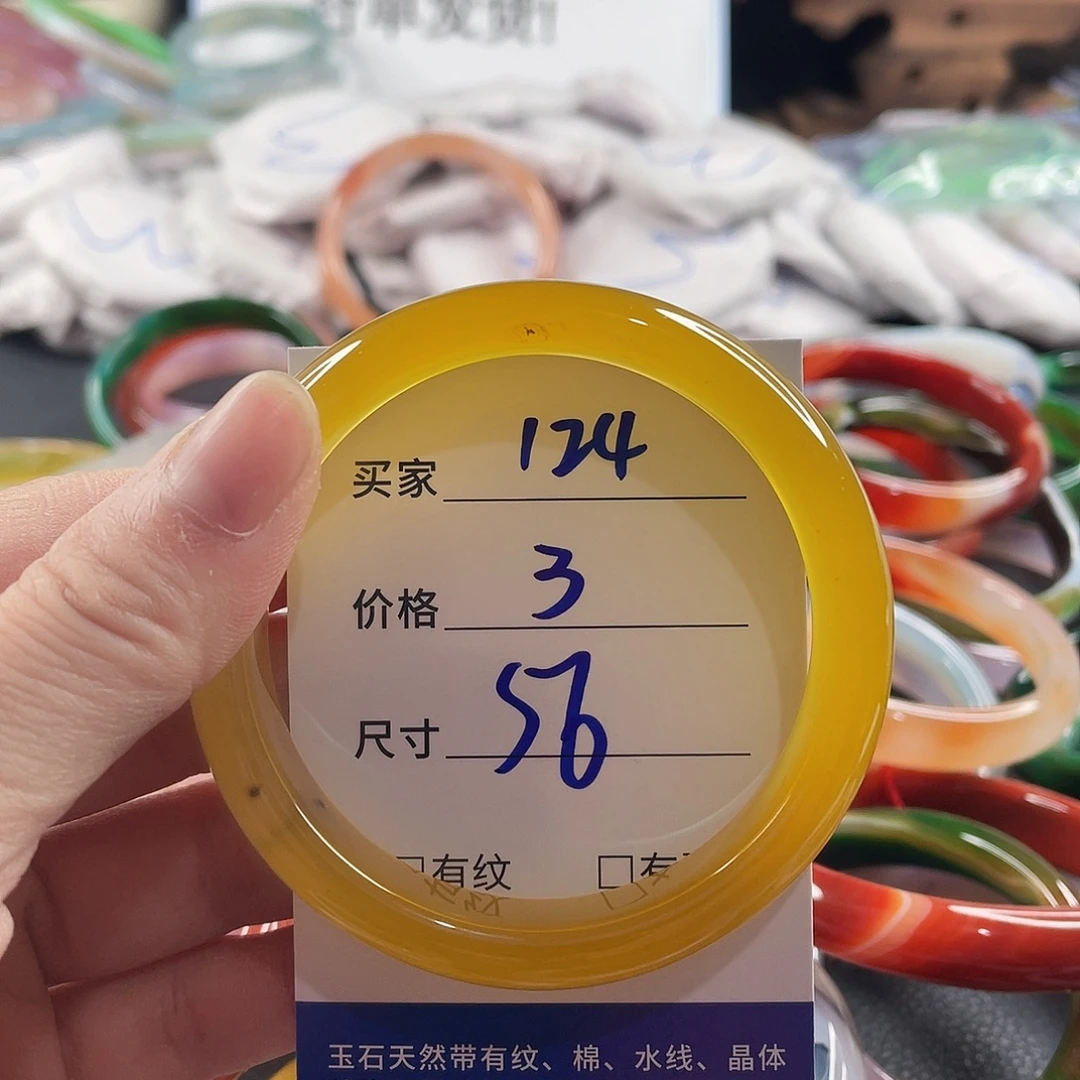 买家 124
价格 3
尺寸 56
□有纹 □有
玉石天然带有纹、棉、水线、晶体